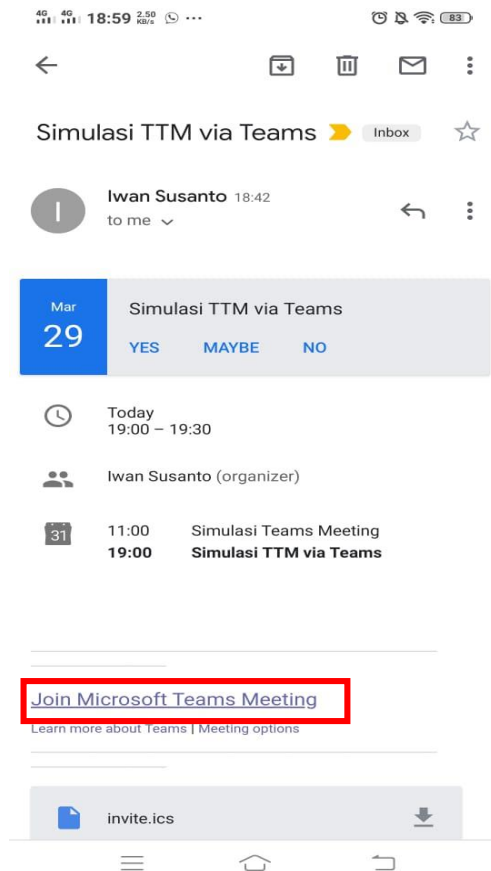 4G 4G 18:59 2.50 KB/s 83
Simulasi TTM via Teams Inbox
I Iwan Susanto 18:42
to me
Mar
29
Simulasi TTM via Teams
YES MAYBE NO
Today
19:00 – 19:30
Iwan Susanto (organizer)
31 11:00 Simulasi Teams Meeting
19:00 Simulasi TTM via Teams
Join Microsoft Teams Meeting
Learn more about Teams | Meeting options
invite.ics